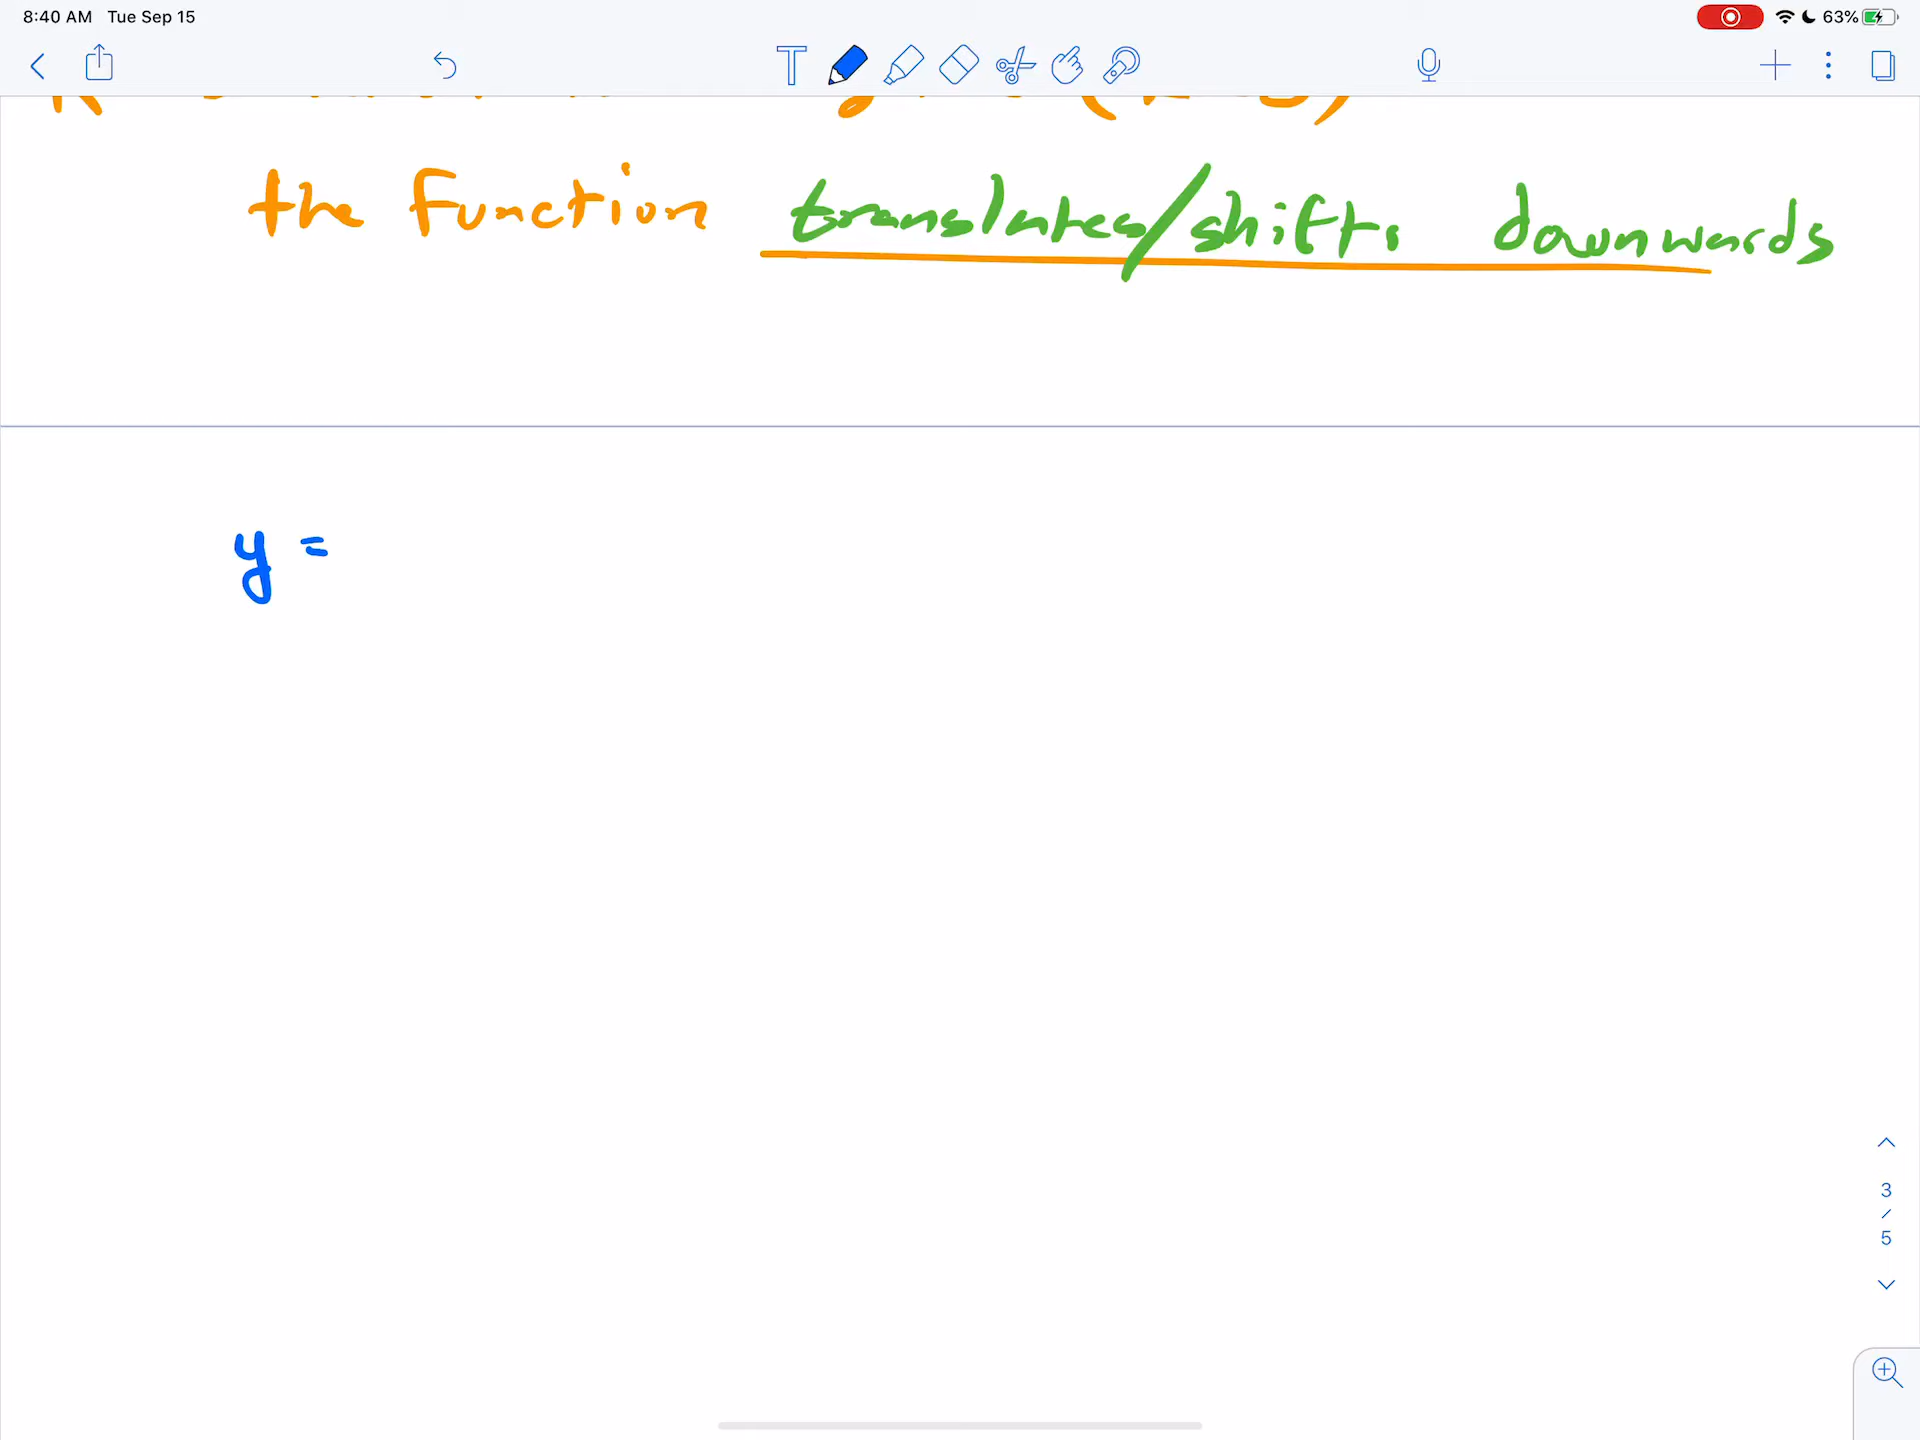 8:40 AM Tue Sep 15
63%
T
the function translates/shifts downwards
y =
3
/
5